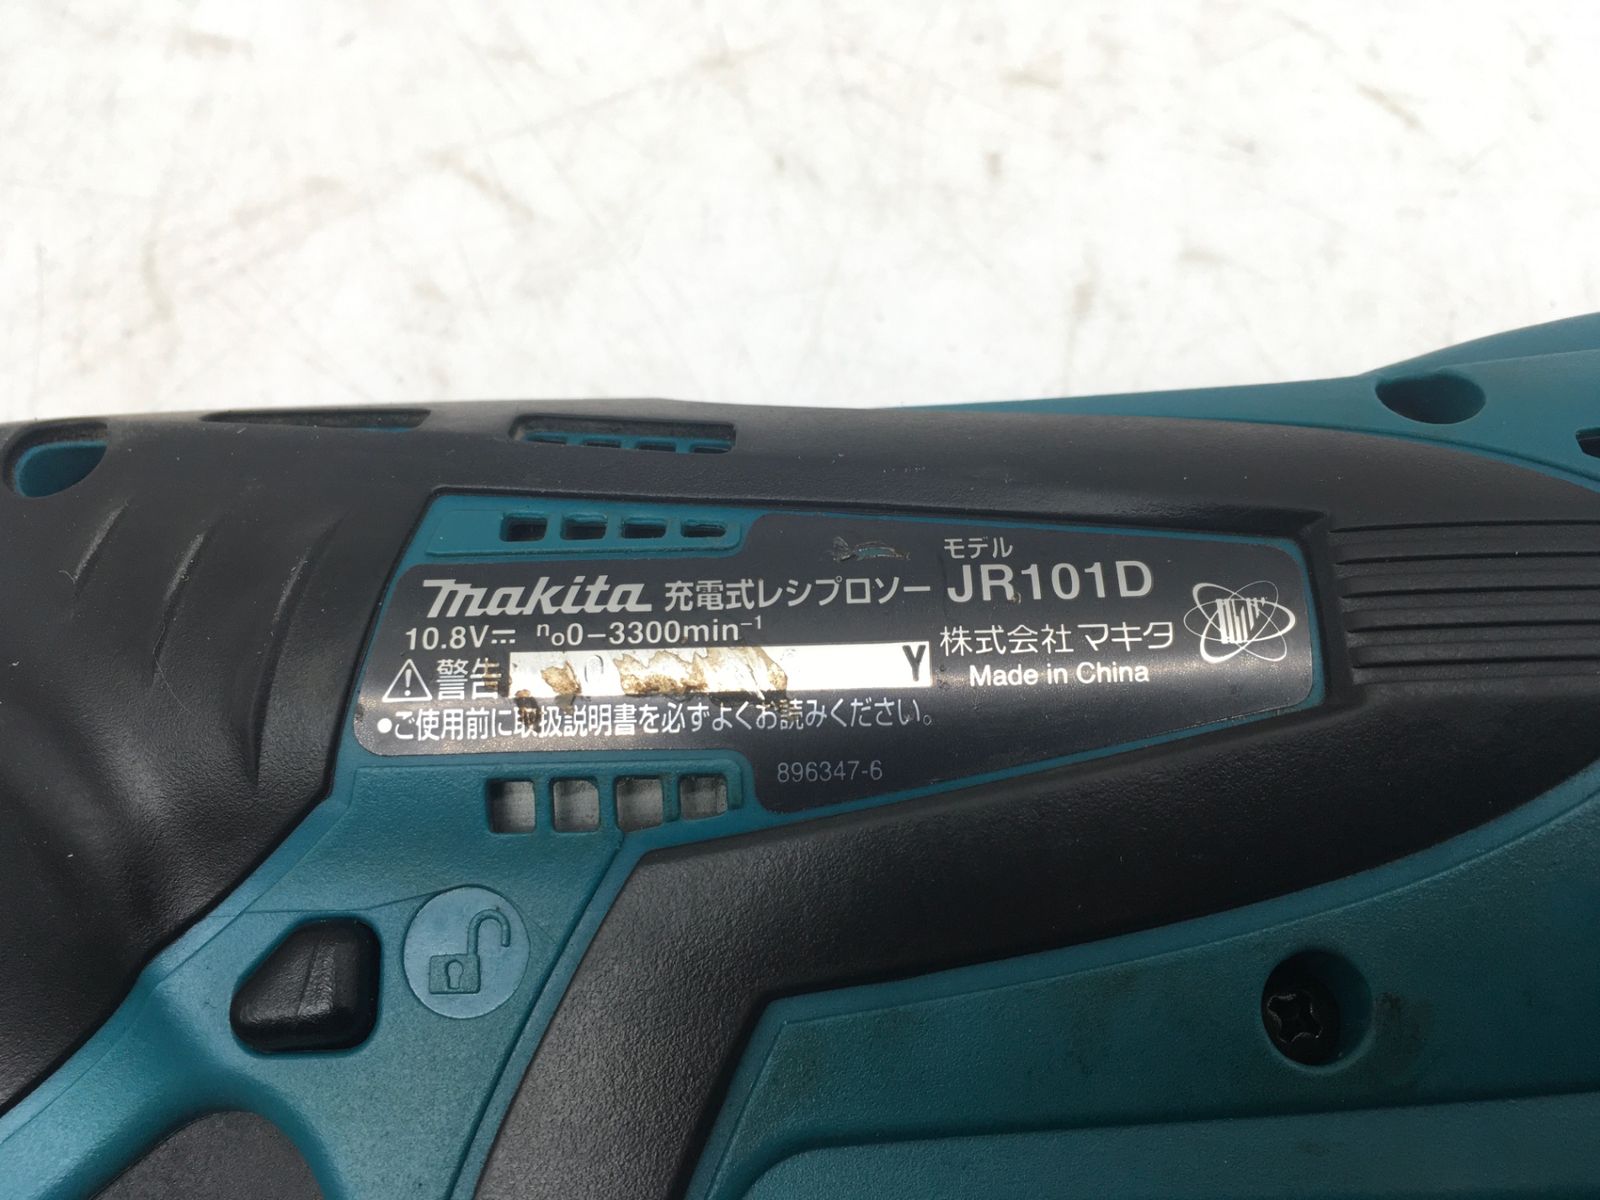 makita 充電式レシプロソー モデル JR101D
10.8V⎓ n₀0−3300min⁻¹ 株式会社マキタ
⚠警告 Y Made in China
●ご使用前に取扱説明書を必ずよくお読みください。
896347-6